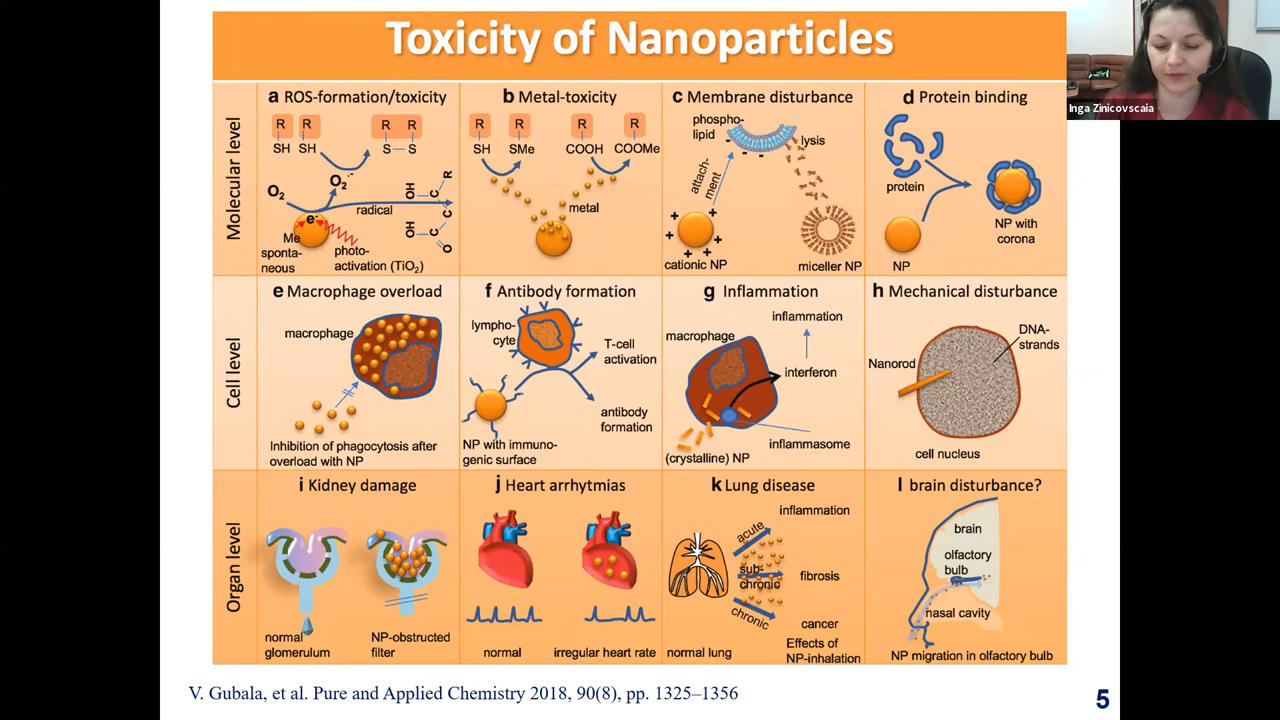 Toxicity of Nanoparticles
Inga Zinicovscaia
Molecular level
a ROS-formation/toxicity
R R R R
SH SH S S
O2
O2·-
OH C R
radical
C
OH C O
e-
Me
sponta-
neous
photo-
activation (TiO2)
b Metal-toxicity
R R R R
SH SMe COOH COOMe
metal
c Membrane disturbance
phospho-
lipid
lysis
attach-
ment
cationic NP
miceller NP
d Protein binding
protein
NP
NP with
corona
Cell level
e Macrophage overload
macrophage
Inhibition of phagocytosis after
overload with NP
f Antibody formation
lympho-
cyte
T-cell
activation
antibody
formation
NP with immuno-
genic surface
g Inflammation
inflammation
macrophage
interferon
inflammasome
(crystalline) NP
h Mechanical disturbance
DNA-
strands
Nanorod
cell nucleus
Organ level
i Kidney damage
normal
glomerulum
NP-obstructed
filter
j Heart arrhytmias
normal
irregular heart rate
k Lung disease
inflammation
acute
sub-
chronic
fibrosis
chronic
cancer
normal lung
Effects of
NP-inhalation
l brain disturbance?
brain
olfactory
bulb
nasal cavity
NP migration in olfactory bulb
V. Gubala, et al. Pure and Applied Chemistry 2018, 90(8), pp. 1325–1356
5